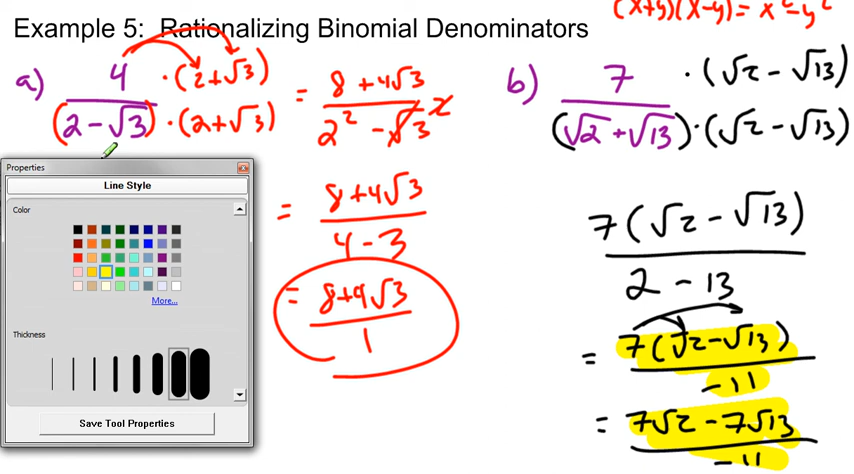 Example 5: Rationalizing Binomial Denominators
(x+y)(x-y) = x² - y²
a) 4 · (2+√3) / (2-√3) · (2+√3) = 8+4√3 / 2² - √3²
= 8+4√3 / 4-3
= 8+4√3 / 1
b) 7 · (√2 - √13) / (√2 + √13) · (√2 - √13)
7(√2 - √13) / 2 - 13
= 7(√2 - √13) / -11
= 7√2 - 7√13 / -11
Properties
Line Style
Color
More...
Thickness
Save Tool Properties